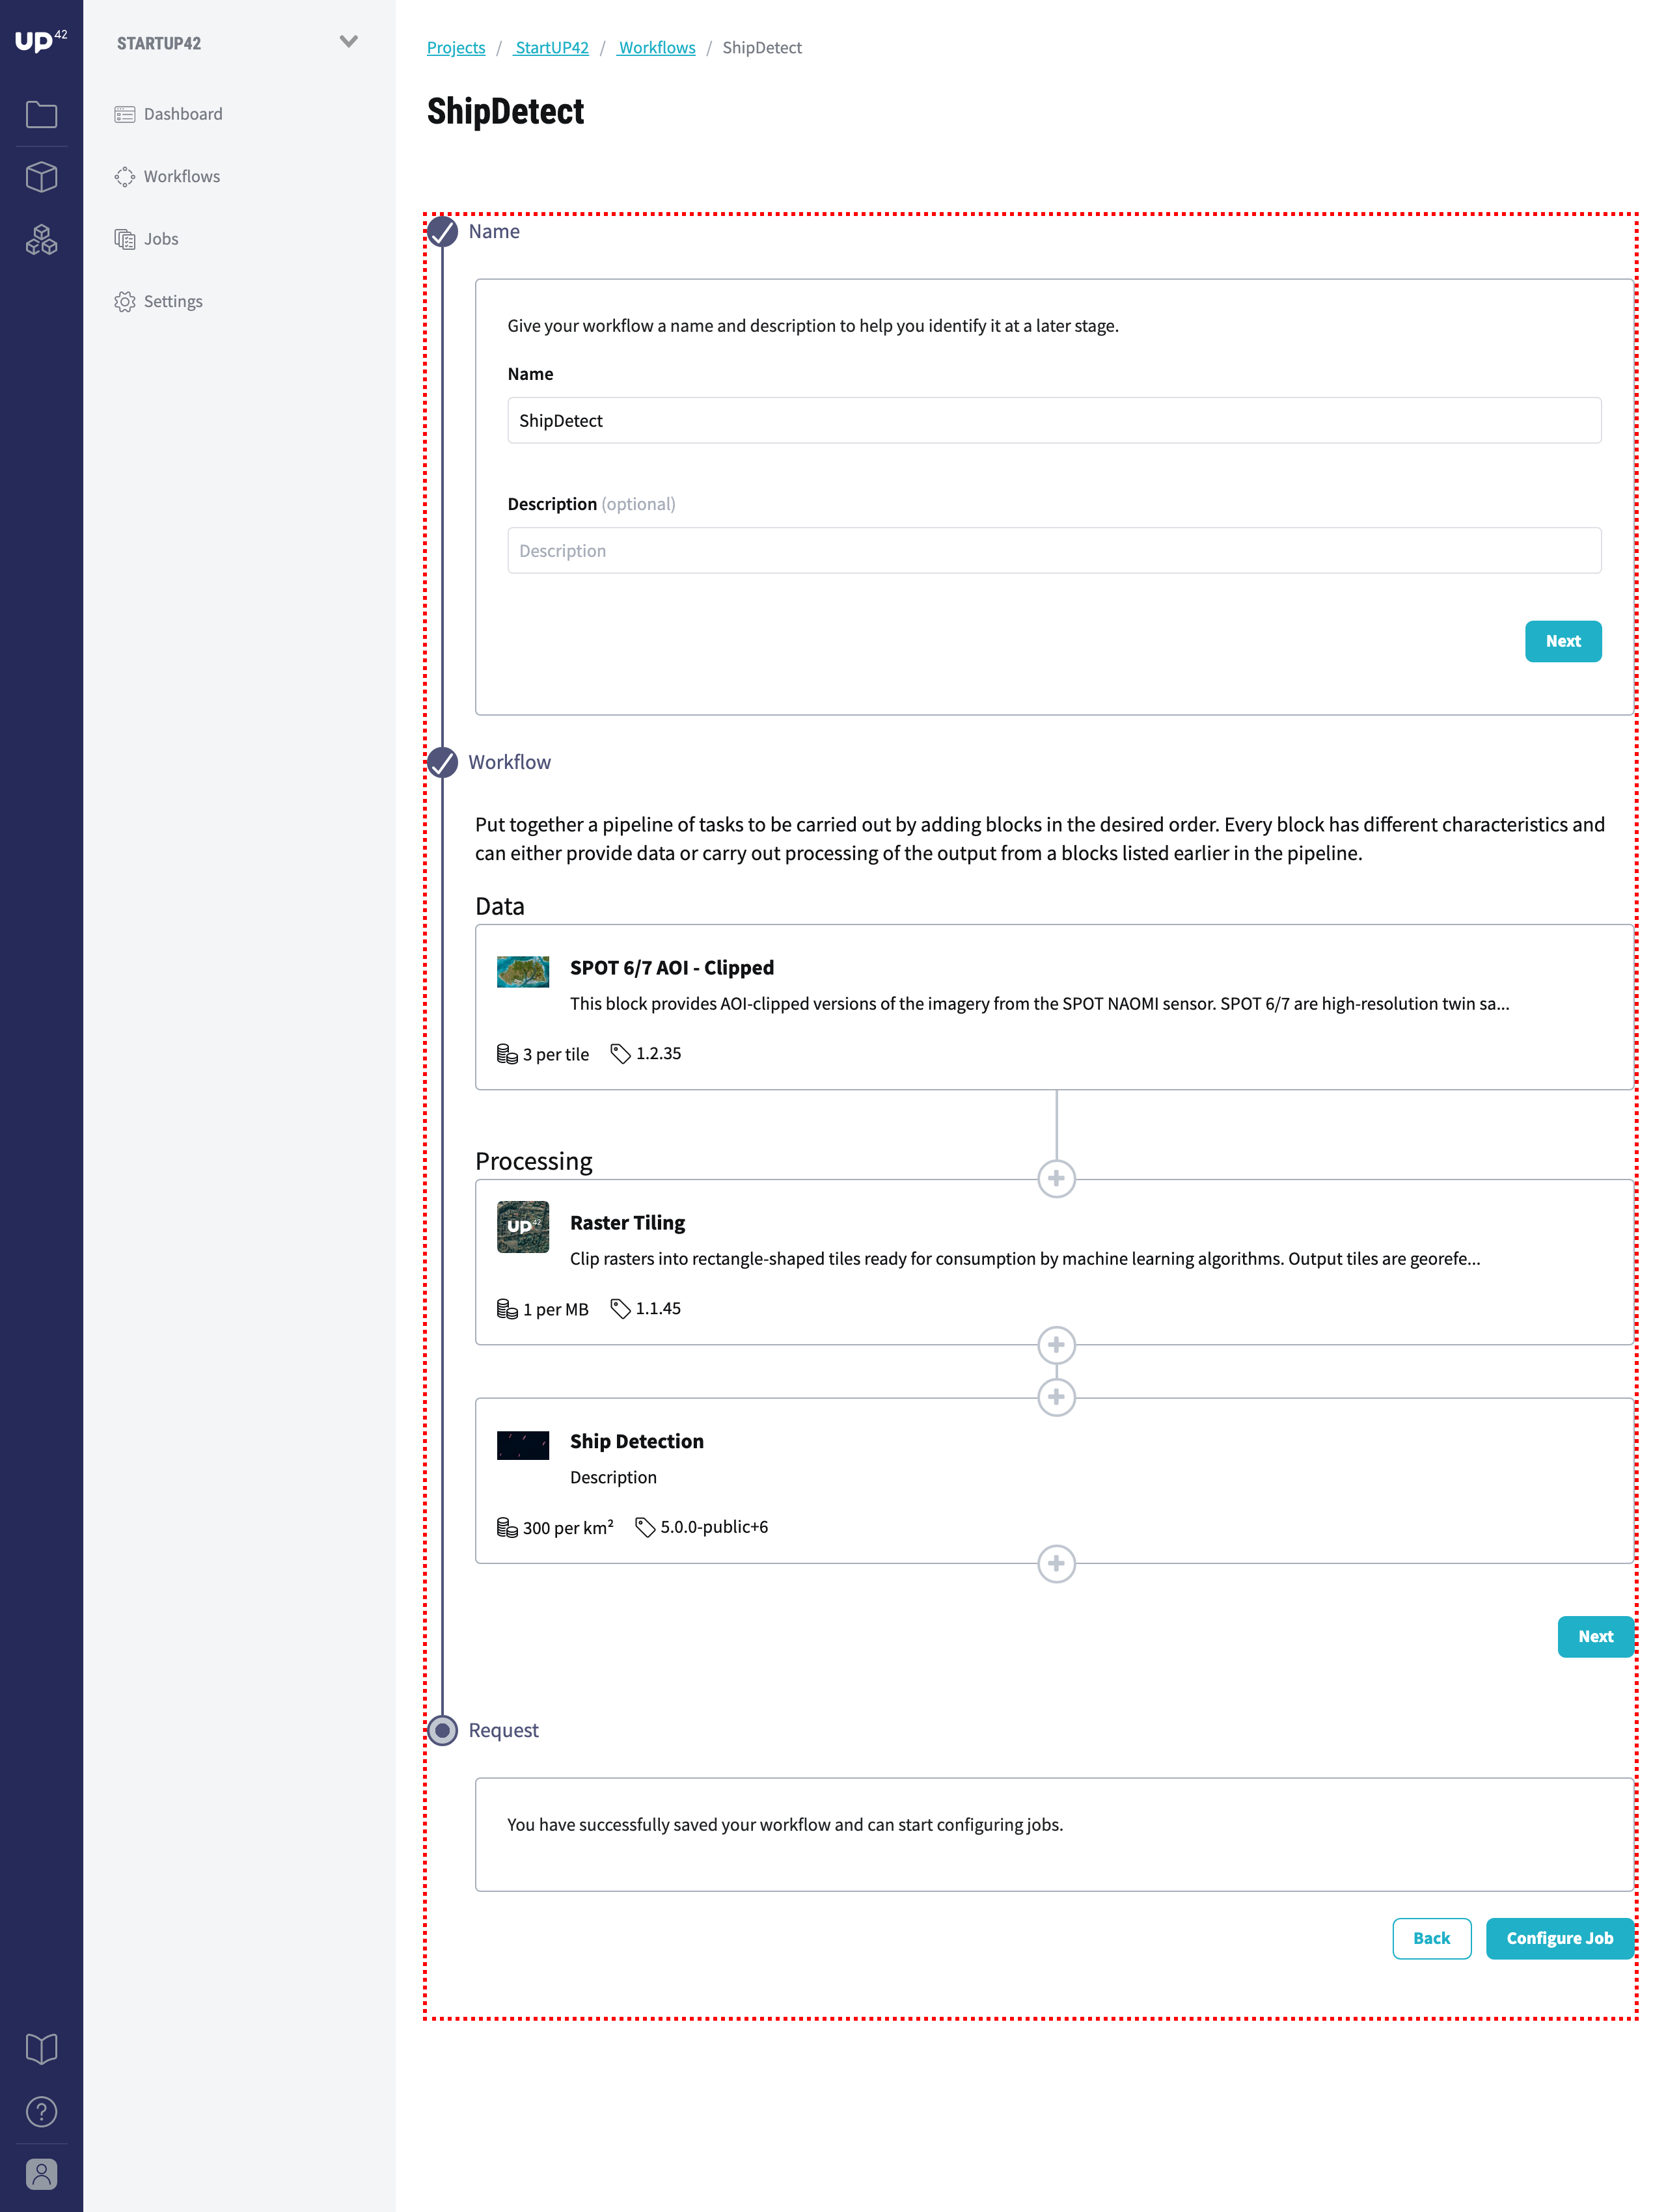 UP42
STARTUP42
Dashboard
Workflows
Jobs
Settings
Projects / StartUP42 / Workflows / ShipDetect
ShipDetect
Name
Give your workflow a name and description to help you identify it at a later stage.
Name
ShipDetect
Description (optional)
Description
Next
Workflow
Put together a pipeline of tasks to be carried out by adding blocks in the desired order. Every block has different characteristics and
can either provide data or carry out processing of the output from a blocks listed earlier in the pipeline.
Data
SPOT 6/7 AOI - Clipped
This block provides AOI-clipped versions of the imagery from the SPOT NAOMI sensor. SPOT 6/7 are high-resolution twin sa...
3 per tile 1.2.35
Processing
UP42
Raster Tiling
Clip rasters into rectangle-shaped tiles ready for consumption by machine learning algorithms. Output tiles are georefe...
1 per MB 1.1.45
Ship Detection
Description
300 per km² 5.0.0-public+6
Next
Request
You have successfully saved your workflow and can start configuring jobs.
Back Configure Job
?